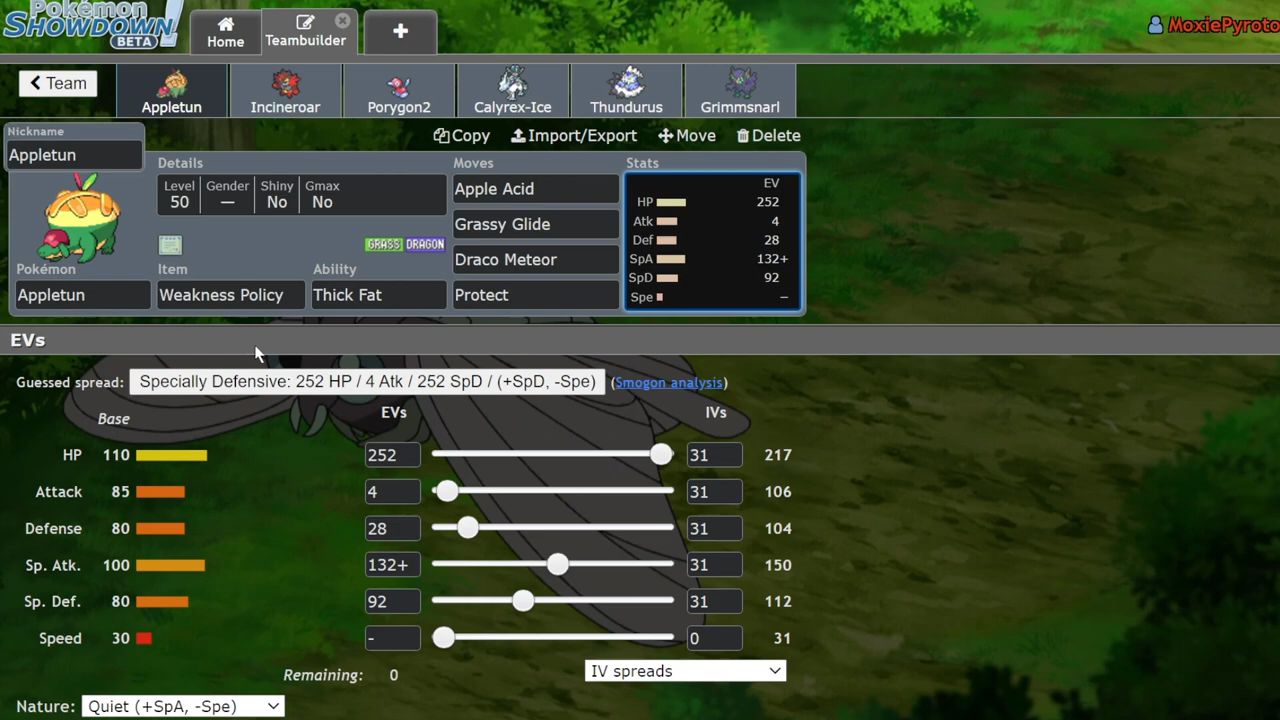 Pokémon
SHOWDOWN!
BETA
Home
Teambuilder
MoxiePyroto
Team
Appletun
Incineroar
Porygon2
Calyrex-Ice
Thundurus
Grimmsnarl
Copy
Import/Export
Move
Delete
Nickname
Appletun
Details
Level Gender Shiny Gmax
50 — No No
GRASS DRAGON
Pokémon
Appletun
Item
Weakness Policy
Ability
Thick Fat
Moves
Apple Acid
Grassy Glide
Draco Meteor
Protect
Stats
EV
HP 252
Atk 4
Def 28
SpA 132+
SpD 92
Spe –
EVs
Guessed spread: Specially Defensive: 252 HP / 4 Atk / 252 SpD / (+SpD, -Spe) (Smogon analysis)
Base EVs IVs
HP 110 252 31 217
Attack 85 4 31 106
Defense 80 28 31 104
Sp. Atk. 100 132+ 31 150
Sp. Def. 80 92 31 112
Speed 30 - 0 31
Remaining: 0
IV spreads
Nature: Quiet (+SpA, -Spe)